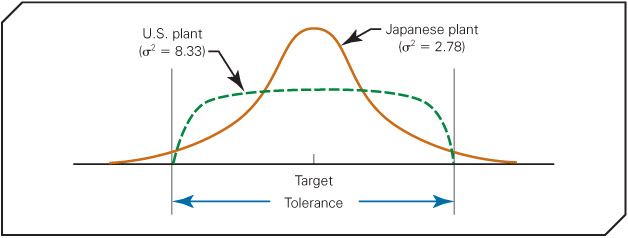 U.S. plant
(σ² = 8.33)
Japanese plant
(σ² = 2.78)
Target
Tolerance